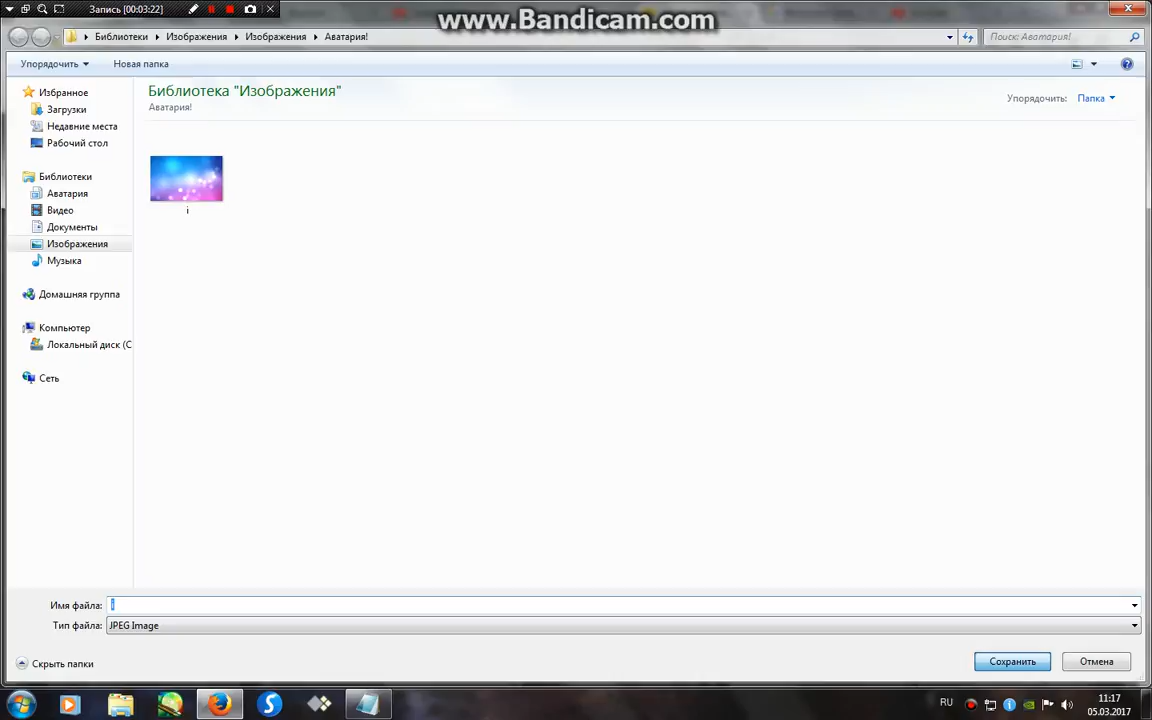 Запись [00:03:22]
www.Bandicam.com
Библиотеки Изображения Изображения Аватария!
Поиск: Аватария!
Упорядочить Новая папка
Библиотека "Изображения"
Аватария!
Упорядочить: Папка
Избранное
Загрузки
Недавние места
Рабочий стол
Библиотеки
Аватария
Видео
Документы
Изображения
Музыка
Домашняя группа
Компьютер
Локальный диск (C
Сеть
i
Имя файла: i
Тип файла: JPEG Image
Скрыть папки
Сохранить Отмена
RU
11:17
05.03.2017